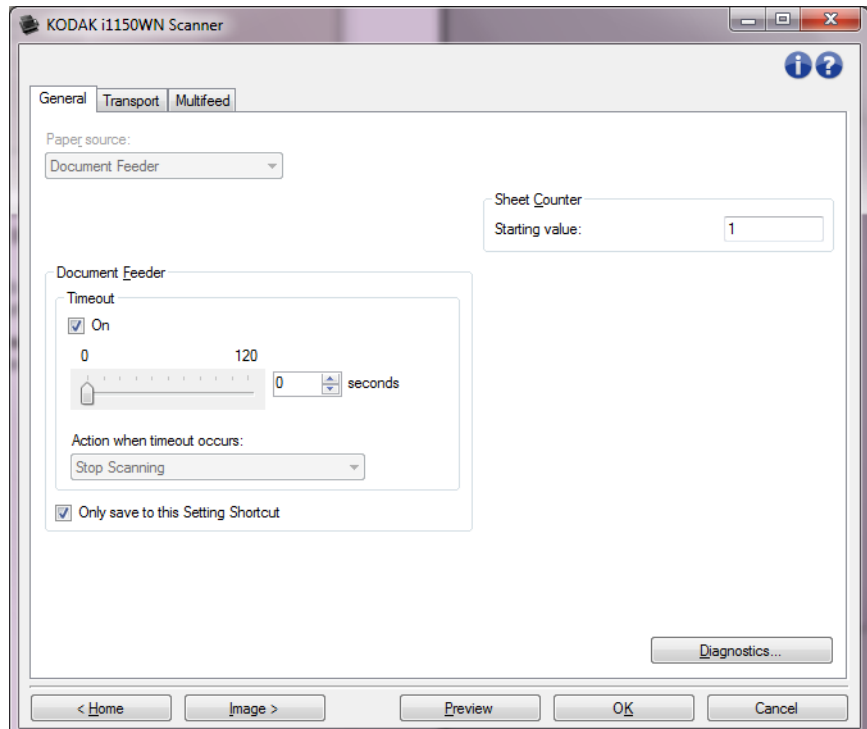 KODAK i1150WN Scanner
General Transport Multifeed
Paper source:
Document Feeder
Sheet Counter
Starting value: 1
Document Feeder
Timeout
On
0 120
0 seconds
Action when timeout occurs:
Stop Scanning
Only save to this Setting Shortcut
Diagnostics...
< Home Image > Preview OK Cancel